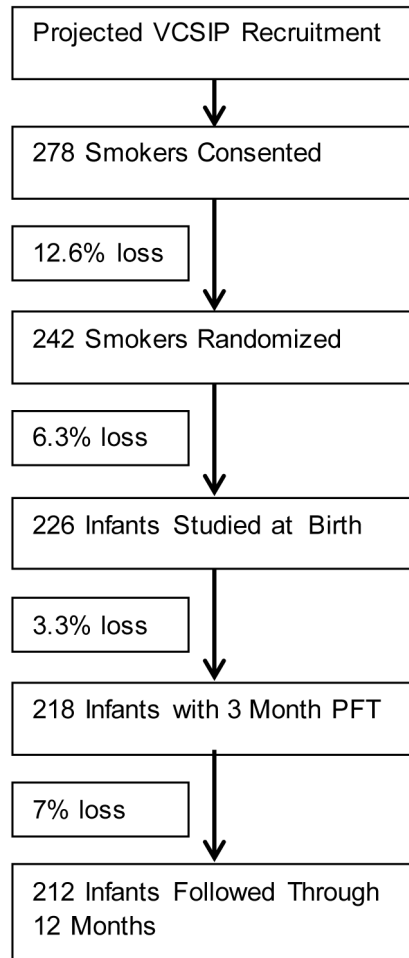 Projected VCSIP Recruitment
278 Smokers Consented
12.6% loss
242 Smokers Randomized
6.3% loss
226 Infants Studied at Birth
3.3% loss
218 Infants with 3 Month PFT
7% loss
212 Infants Followed Through
12 Months